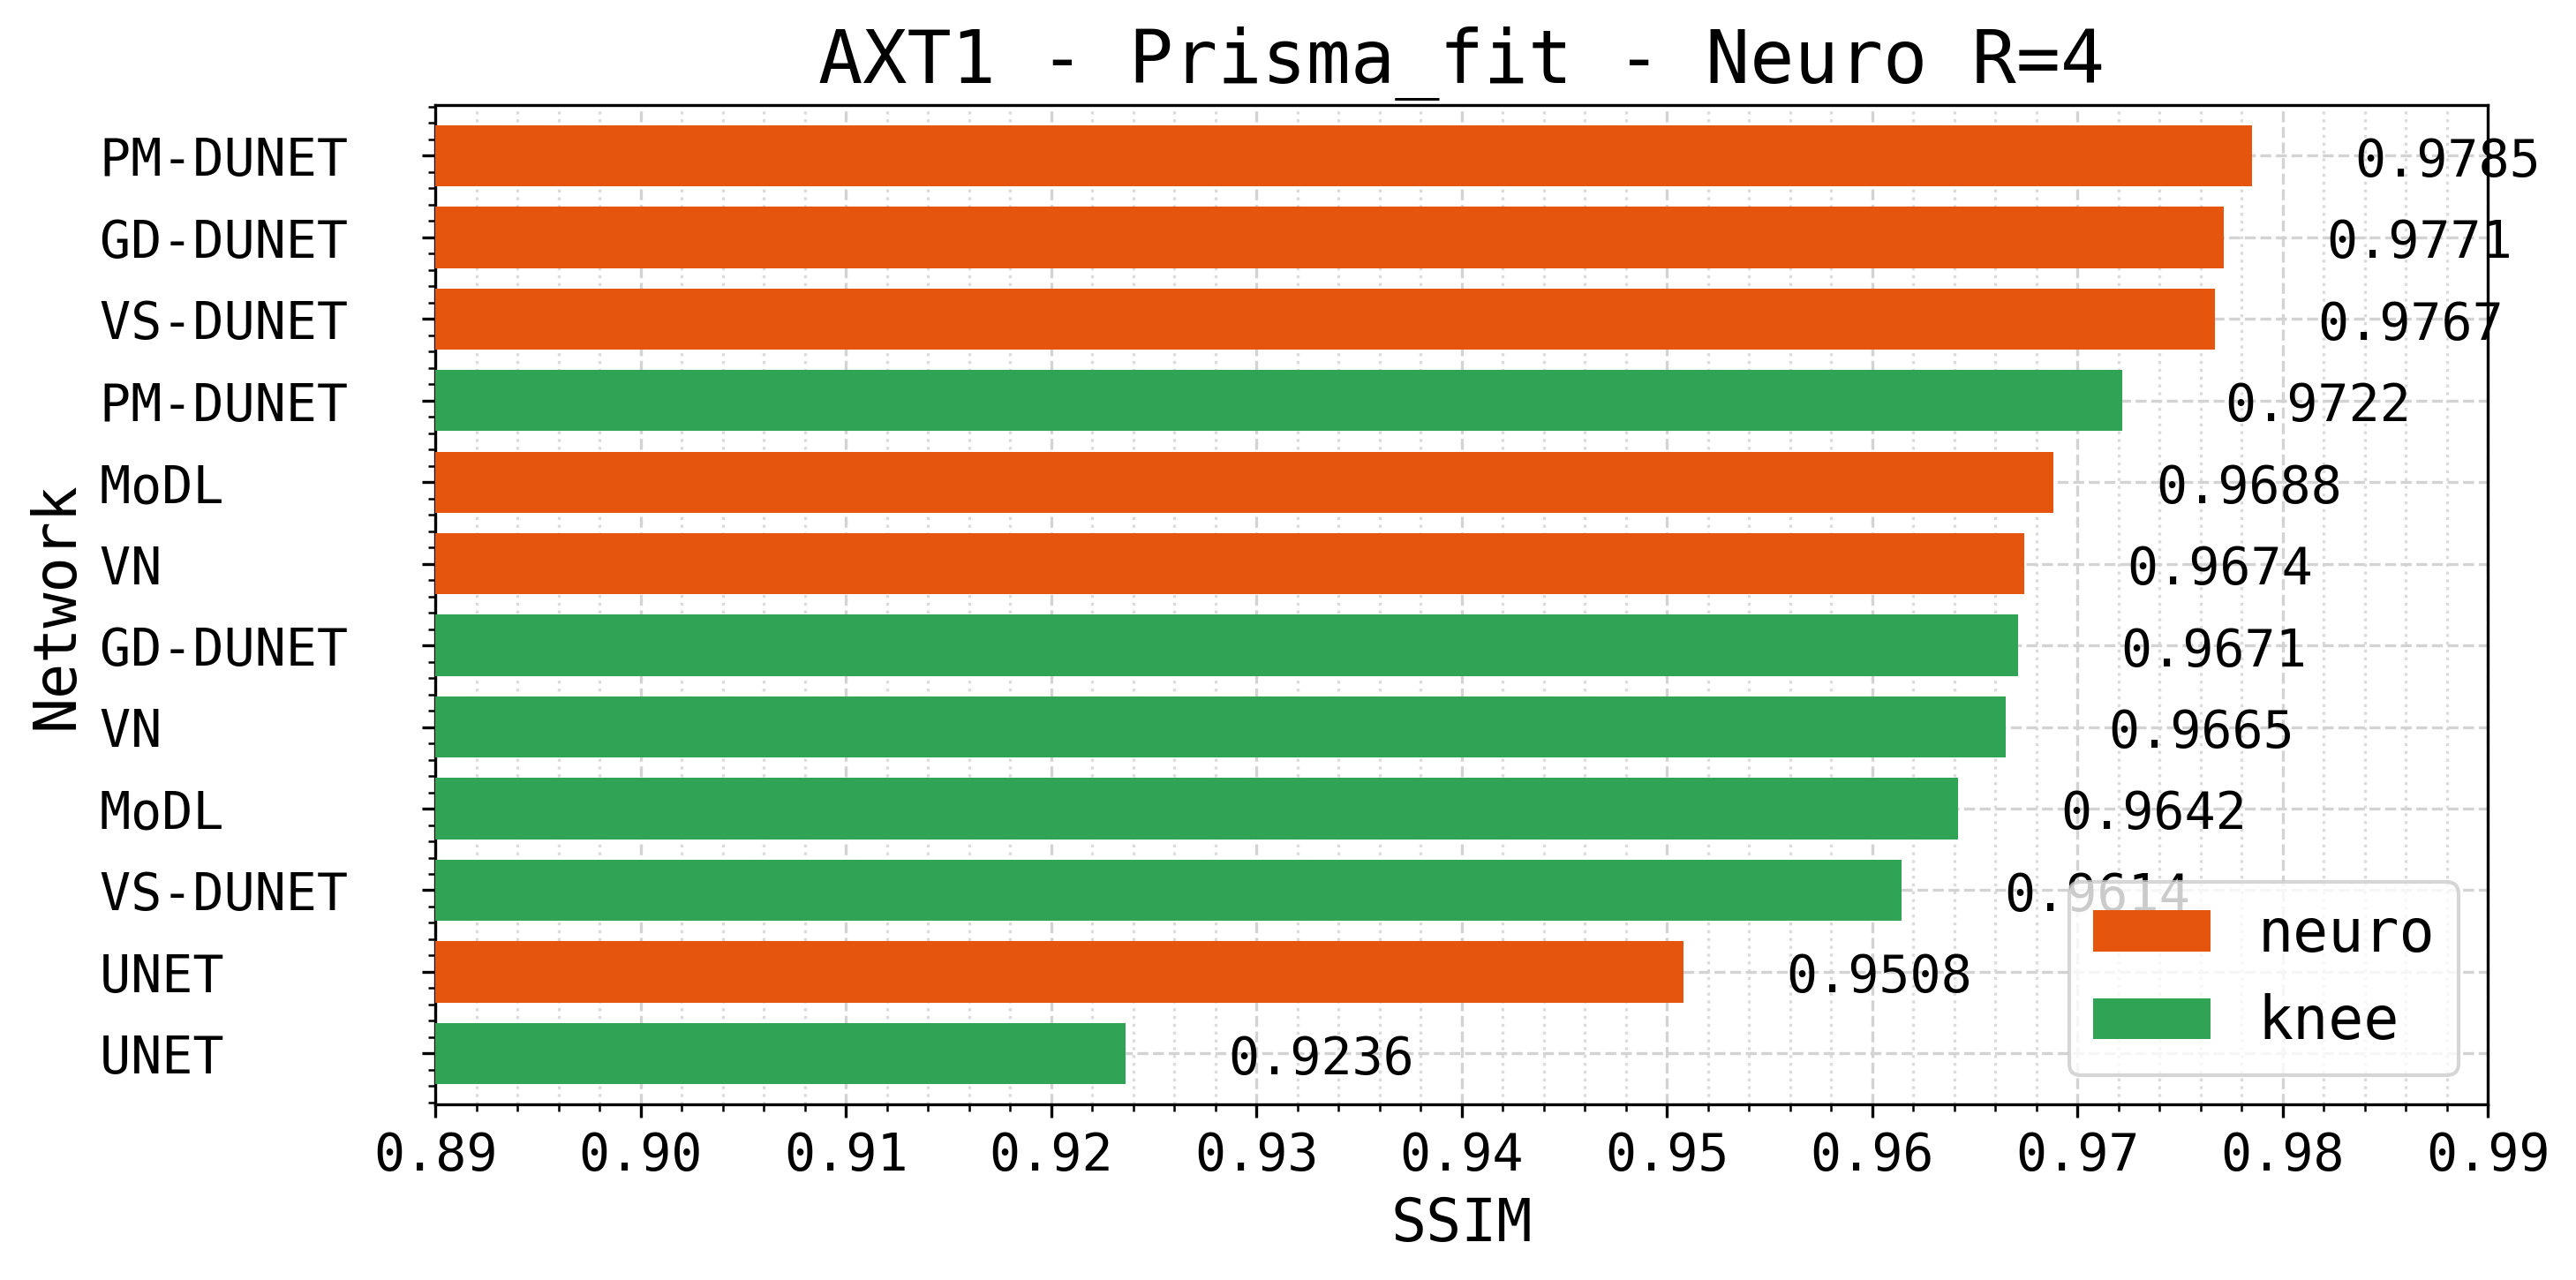 AXT1 - Prisma_fit - Neuro R=4
Network
PM-DUNET 0.9785
GD-DUNET 0.9771
VS-DUNET 0.9767
PM-DUNET 0.9722
MoDL 0.9688
VN 0.9674
GD-DUNET 0.9671
VN 0.9665
MoDL 0.9642
VS-DUNET 0.9614
UNET 0.9508
UNET 0.9236
neuro
knee
0.89 0.90 0.91 0.92 0.93 0.94 0.95 0.96 0.97 0.98 0.99
SSIM